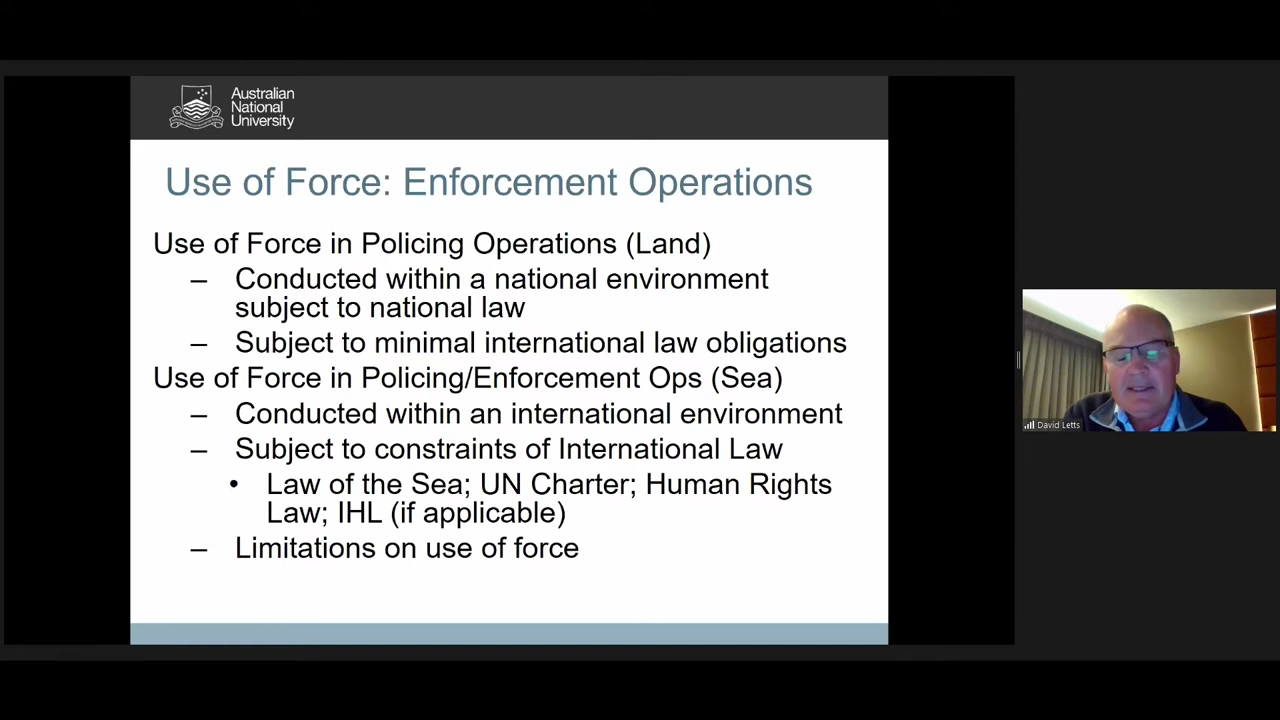 Australian
National
University
Use of Force: Enforcement Operations
Use of Force in Policing Operations (Land)
– Conducted within a national environment
subject to national law
– Subject to minimal international law obligations
Use of Force in Policing/Enforcement Ops (Sea)
– Conducted within an international environment
– Subject to constraints of International Law
• Law of the Sea; UN Charter; Human Rights
Law; IHL (if applicable)
– Limitations on use of force
David Letts